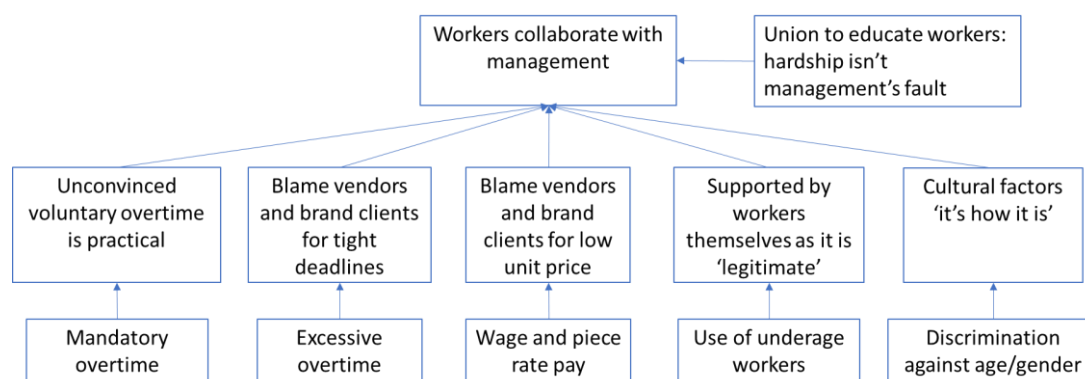 Workers collaborate with
management
Union to educate workers:
hardship isn't
management's fault
Unconvinced
voluntary overtime
is practical
Blame vendors
and brand clients
for tight
deadlines
Blame vendors
and brand
clients for low
unit price
Supported by
workers
themselves as it is
‘legitimate’
Cultural factors
‘it's how it is’
Mandatory
overtime
Excessive
overtime
Wage and piece
rate pay
Use of underage
workers
Discrimination
against age/gender